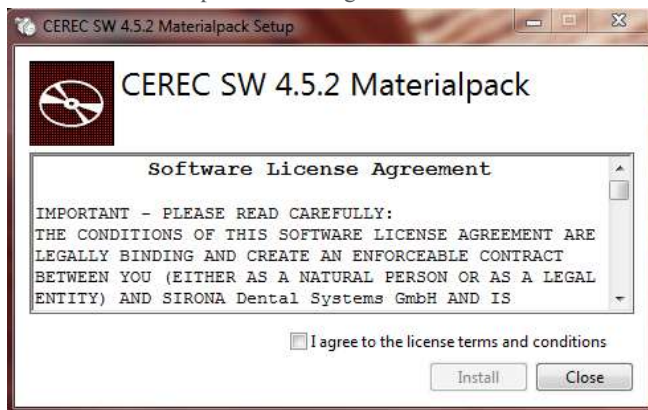 CEREC SW 4.5.2 Materialpack Setup
CEREC SW 4.5.2 Materialpack
Software License Agreement
IMPORTANT - PLEASE READ CAREFULLY:
THE CONDITIONS OF THIS SOFTWARE LICENSE AGREEMENT ARE
LEGALLY BINDING AND CREATE AN ENFORCEABLE CONTRACT
BETWEEN YOU (EITHER AS A NATURAL PERSON OR AS A LEGAL
ENTITY) AND SIRONA Dental Systems GmbH AND IS
I agree to the license terms and conditions
Install Close